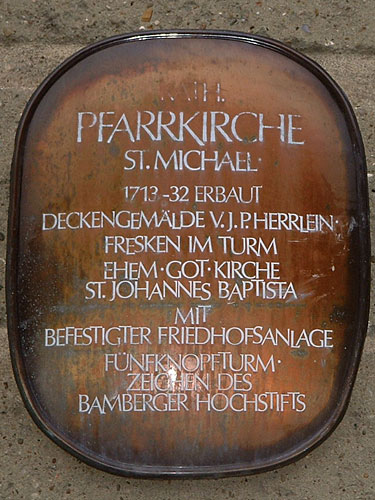 KATH.
PFARRKIRCHE
ST. MICHAEL·
1713-32 ERBAUT
DECKENGEMÄLDE V. J. P. HERRLEIN·
FRESKEN IM TURM
EHEM·GOT·KIRCHE
ST. JOHANNES BAPTISTA
MIT
BEFESTIGTER FRIEDHOFSANLAGE
FÜNFKNOPFTURM·
ZEICHEN DES
BAMBERGER HOCHSTIFTS